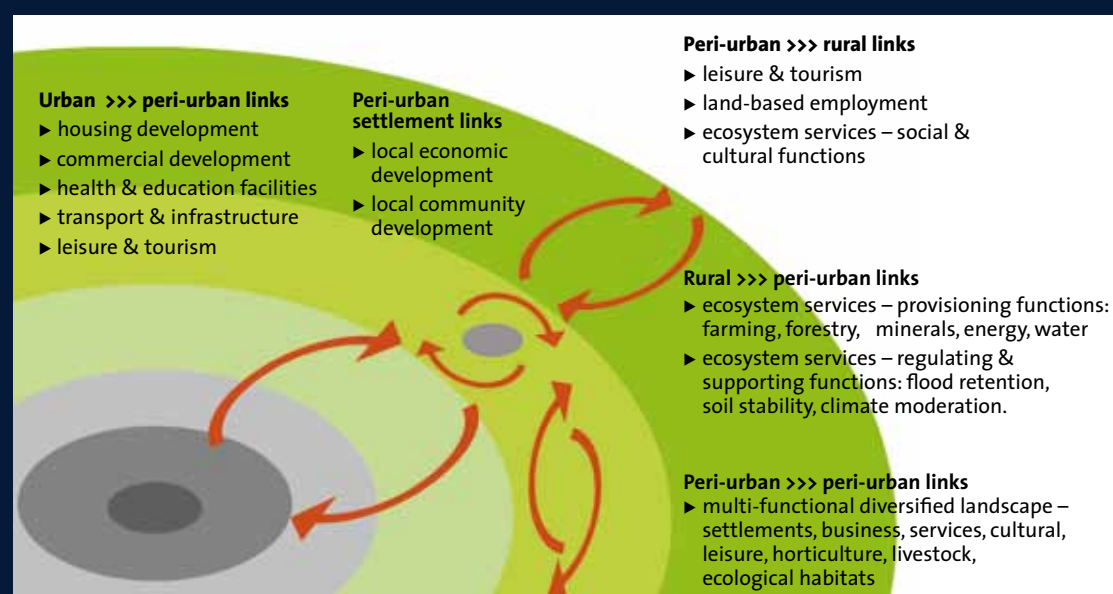 Urban >>> peri-urban links
▶ housing development
▶ commercial development
▶ health & education facilities
▶ transport & infrastructure
▶ leisure & tourism
Peri-urban
settlement links
▶ local economic
development
▶ local community
development
Peri-urban >>> rural links
▶ leisure & tourism
▶ land-based employment
▶ ecosystem services – social &
cultural functions
Rural >>> peri-urban links
▶ ecosystem services – provisioning functions:
farming, forestry, minerals, energy, water
▶ ecosystem services – regulating &
supporting functions: flood retention,
soil stability, climate moderation.
Peri-urban >>> peri-urban links
▶ multi-functional diversified landscape –
settlements, business, services, cultural,
leisure, horticulture, livestock,
ecological habitats